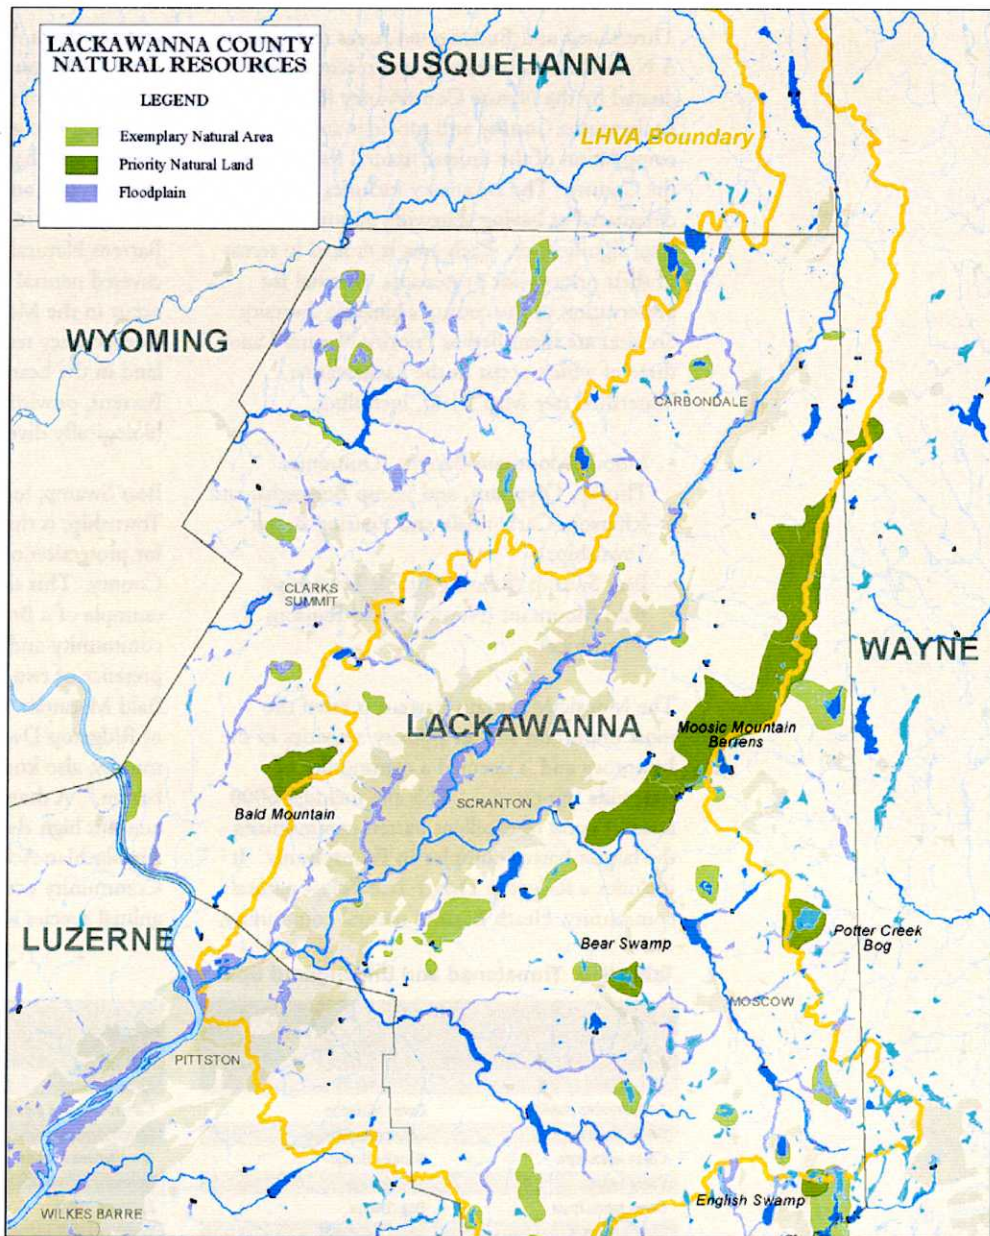 LACKAWANNA COUNTY
NATURAL RESOURCES
LEGEND
Exemplary Natural Area
Priority Natural Land
Floodplain
SUSQUEHANNA
LHVA Boundary
WYOMING
CARBONDALE
CLARKS
SUMMIT
WAYNE
LACKAWANNA
Moosic Mountain
Barrens
SCRANTON
Bald Mountain
LUZERNE
Bear Swamp
Potter Creek
Bog
MOSCOW
PITTSTON
English Swamp
WILKES BARRE